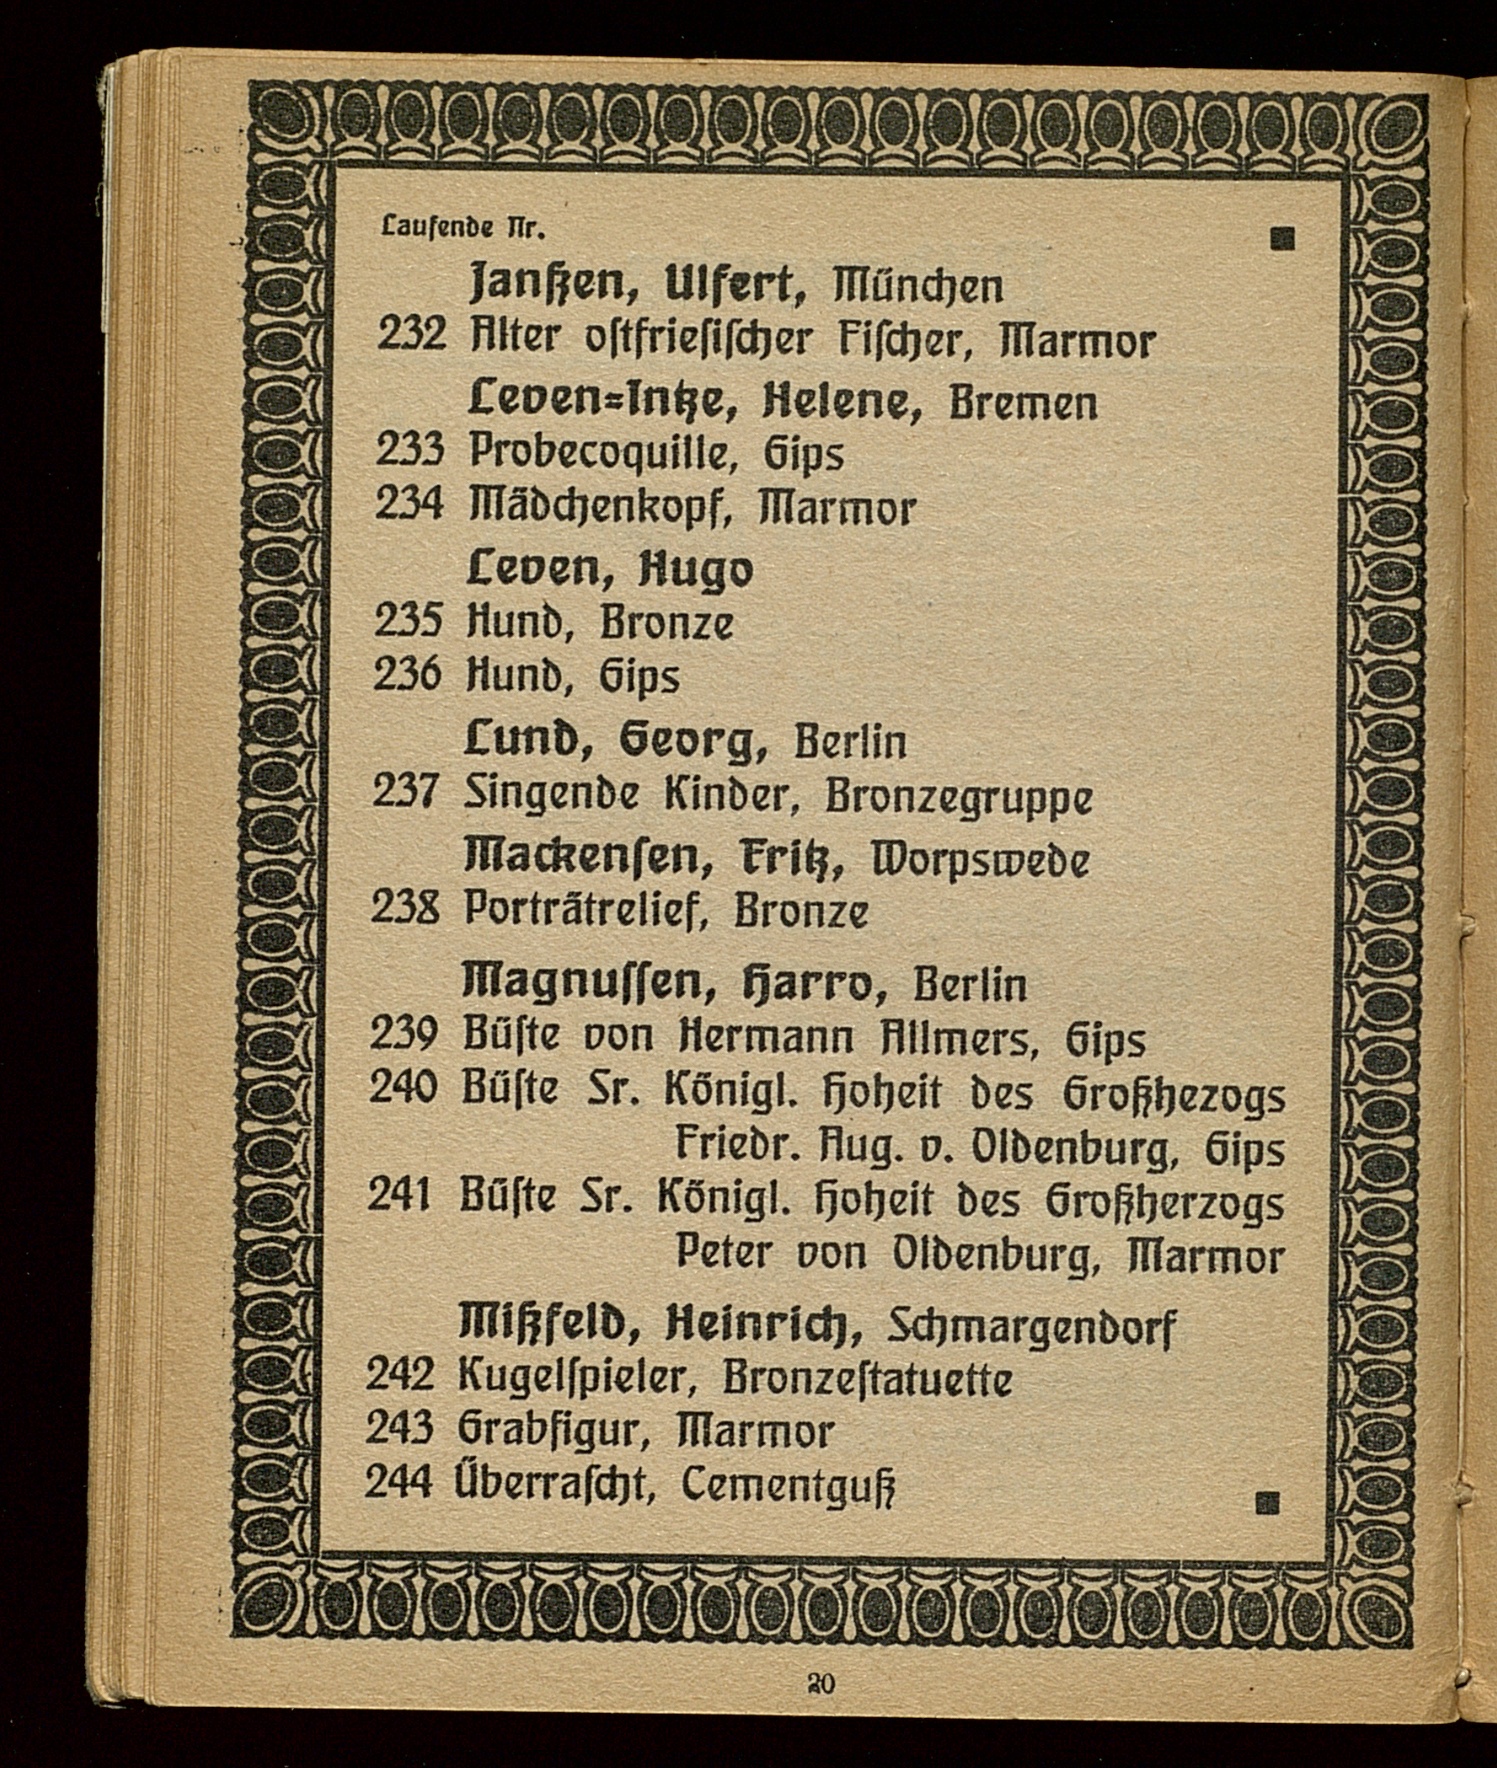 Laufende Nr.
Janßen, Ulfert, München
232 Alter ostfriesischer Fischer, Marmor
Leven-Intze, Helene, Bremen
233 Probecoquille, Gips
234 Mädchenkopf, Marmor
Leven, Hugo
235 Hund, Bronze
236 Hund, Gips
Lund, Georg, Berlin
237 Singende Kinder, Bronzegruppe
Mackensen, Fritz, Worpswede
238 Porträtrelief, Bronze
Magnussen, Harro, Berlin
239 Büste von Hermann Allmers, Gips
240 Büste Sr. Königl. Hoheit des Großhezogs
Friedr. Aug. v. Oldenburg, Gips
241 Büste Sr. Königl. Hoheit des Großherzogs
Peter von Oldenburg, Marmor
Mißfeld, Heinrich, Schmargendorf
242 Kugelspieler, Bronzestatuette
243 Grabfigur, Marmor
244 Überrascht, Cementguß
20